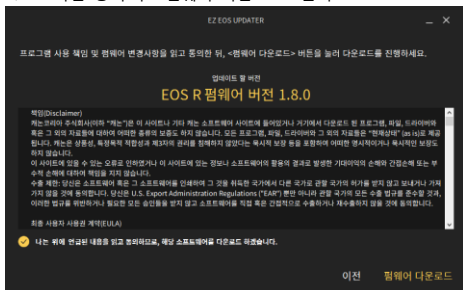 EZ EOS UPDATER
프로그램 사용 책임 및 펌웨어 변경사항을 읽고 동의한 뒤, <펌웨어 다운로드> 버튼을 눌러 다운로드를 진행하세요.
업데이트 할 버전
EOS R 펌웨어 버전 1.8.0
책임(Disclaimer)
캐논코리아 주식회사(이하 "캐논")은 이 사이트나 기타 캐논 소프트웨어 사이트에 들어있거나 거기에서 다운로드 된 프로그램, 파일, 드라이버와
혹은 그 외의 자료들에 대하여 어떠한 종류의 보증도 하지 않습니다. 모든 프로그램, 파일, 드라이버와 그 외의 자료들은 "현재상태" (as is)로 제공
됩니다. 캐논은 상품성, 특정목적 적합성과 제3자의 권리를 침해하지 않았다는 묵시적 보장 등을 포함하여 어떠한 명시적이거나 묵시적인 보장도
하지 않습니다.
이 사이트에 있을 수 있는 오류로 인하였거나 이 사이트에 있는 정보나 소프트웨어의 활용의 결과로 발생한 기대이익의 손해와 간접손해 또는 부
수적 손해에 대하여 책임을 지지 않습니다.
수출 제한: 당신은 소프트웨어 혹은 그 소프트웨어를 인쇄하여 그 것을 취득한 국가에서 다른 국가로 관할 국가의 허가를 받지 않고 보내거나 가져
가지 않을 것에 동의합니다. 당신은 U.S. Export Administration Regulations ("EAR") 뿐만 아니라 관할 국가의 모든 수출 법규를 준수할 것과,
이러한 법규를 위반하거나 필요한 모든 승인들을 받지 않고 소프트웨어를 직접 혹은 간접적으로 수출하거나 재수출하지 않을 것에 동의합니다.
최종 사용자 사용권 계약(EULA)
나는 위에 언급된 내용을 읽고 동의하므로, 해당 소프트웨어를 다운로드 하겠습니다.
이전 펌웨어 다운로드